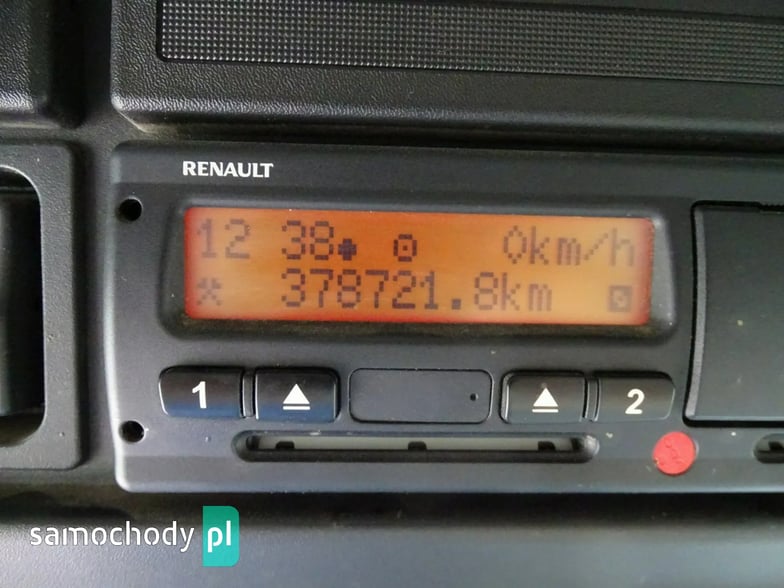 RENAULT
12 38 0km/h
378721.8km
1 2
samochody pl